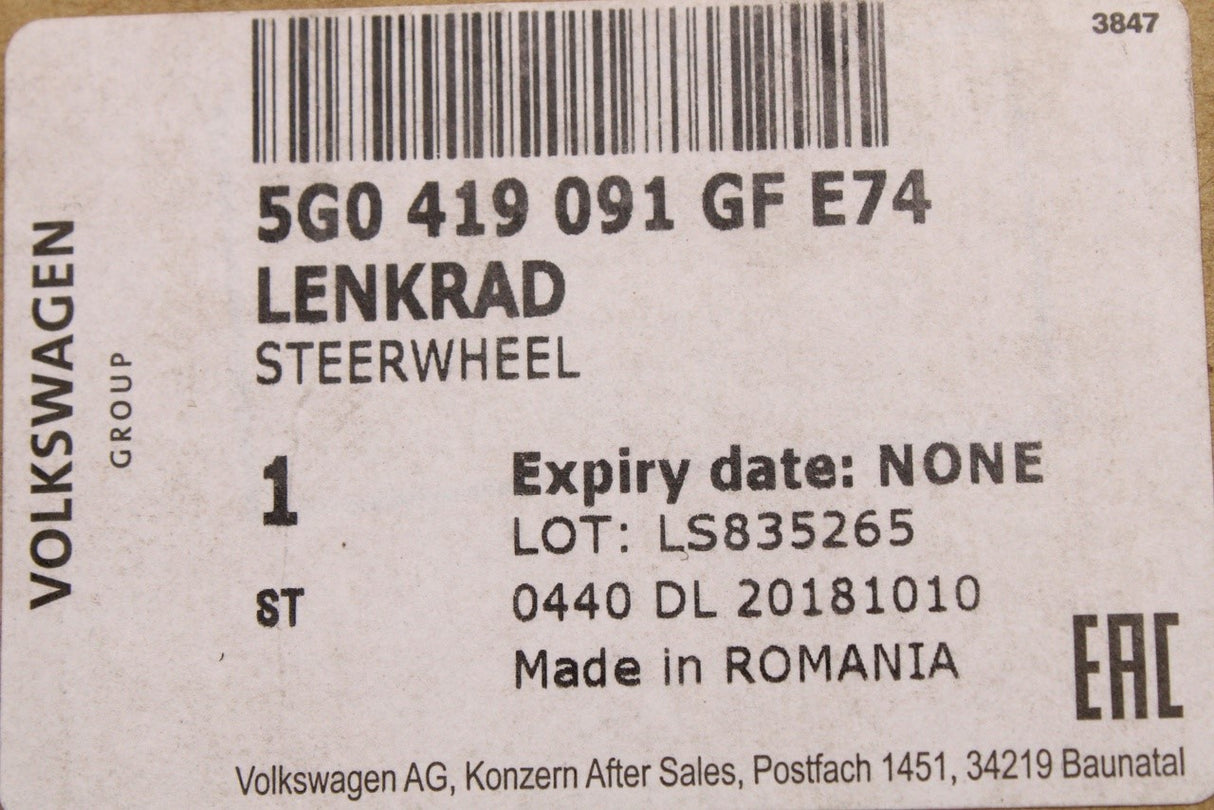 3847
5G0 419 091 GF E74
LENKRAD
STEERWHEEL
VOLKSWAGEN
GROUP
1
ST
Expiry date: NONE
LOT: LS835265
0440 DL 20181010
Made in ROMANIA
EAC
Volkswagen AG, Konzern After Sales, Postfach 1451, 34219 Baunatal